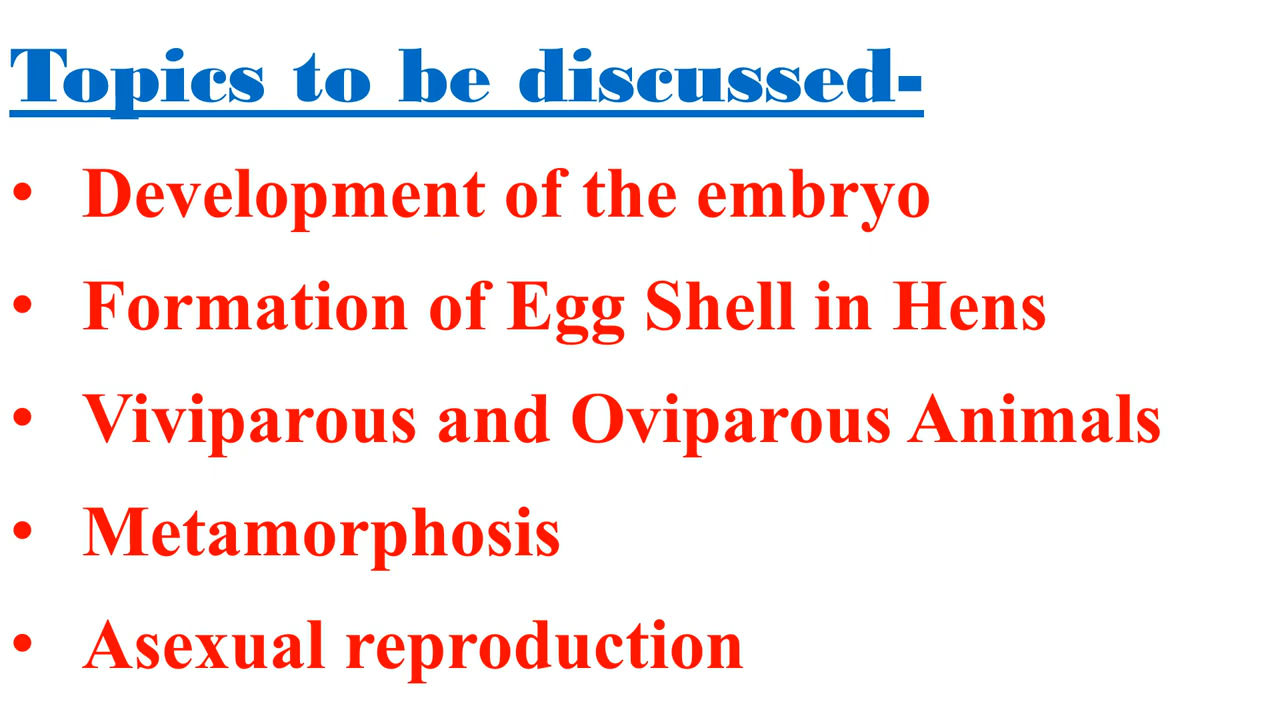 Topics to be discussed-
• Development of the embryo
• Formation of Egg Shell in Hens
• Viviparous and Oviparous Animals
• Metamorphosis
• Asexual reproduction